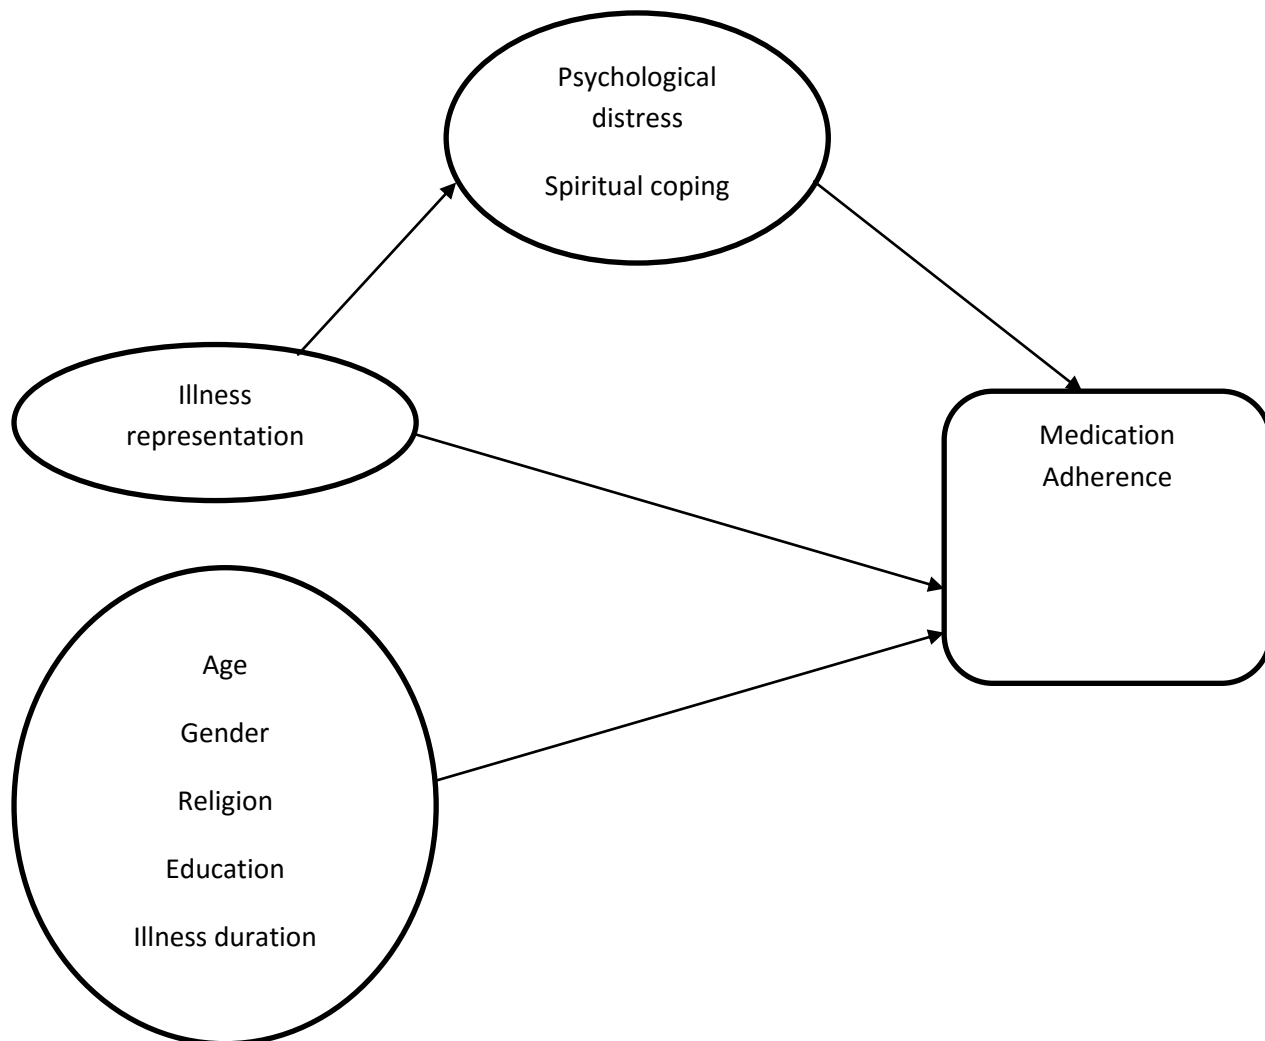 Psychological
distress
Spiritual coping
Illness
representation
Medication
Adherence
Age
Gender
Religion
Education
Illness duration